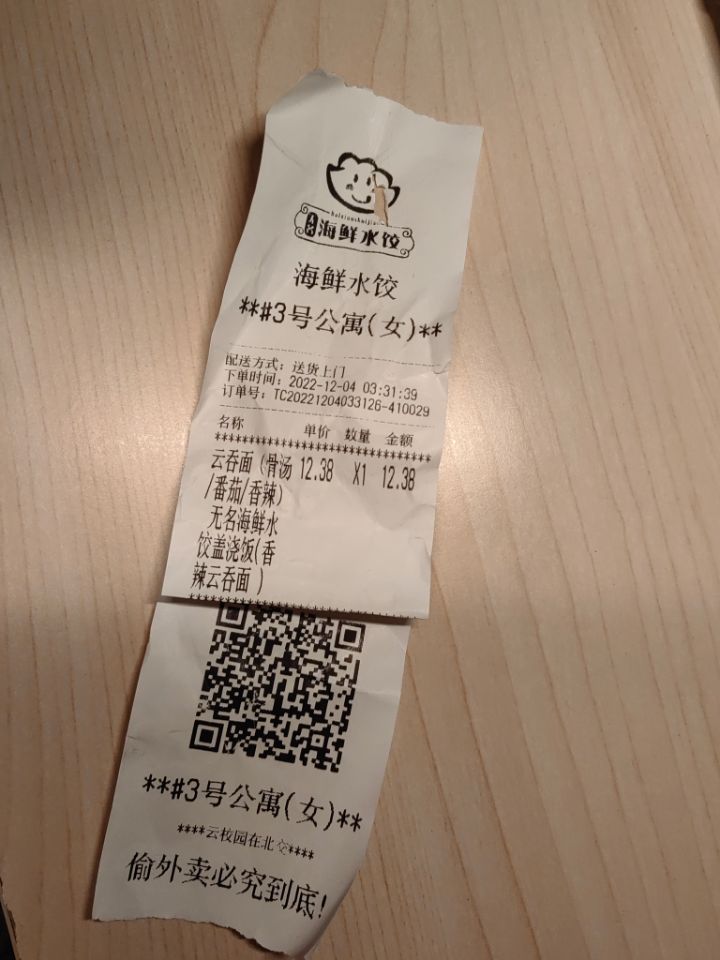 海鲜水饺
海鲜水饺
**#3号公寓(女)**
配送方式: 送货上门
下单时间: 2022-12-04 03:31:39
订单号: TC20221204033126-410029
名称 单价 数量 金额
云吞面 (骨汤 12.38 X1 12.38
/番茄/香辣)
无名海鲜水
饺盖浇饭(香
辣云吞面 )
**#3号公寓(女)**
****云校园在北交****
偷外卖必究到底!